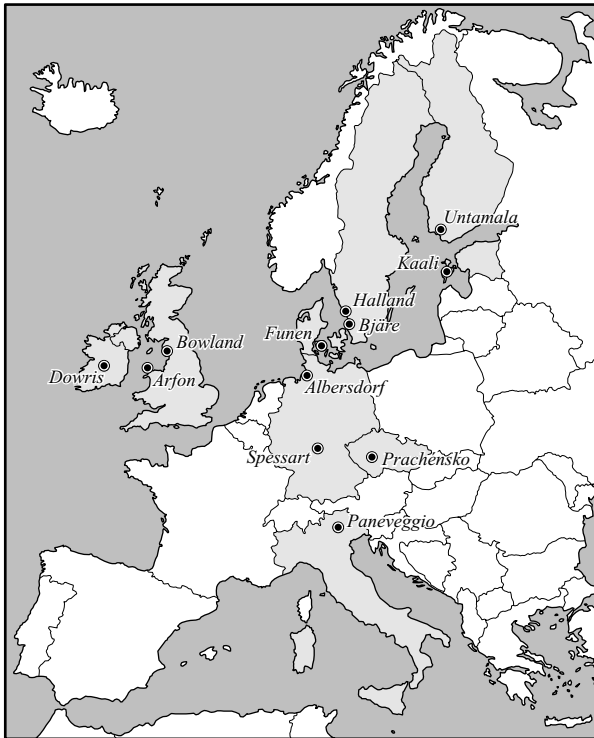 Untamala
Kaali
Halland
Bjäre
Funen
Bowland
Dowris
Arfon
Albersdorf
Spessart
Prachensko
Paneveggio